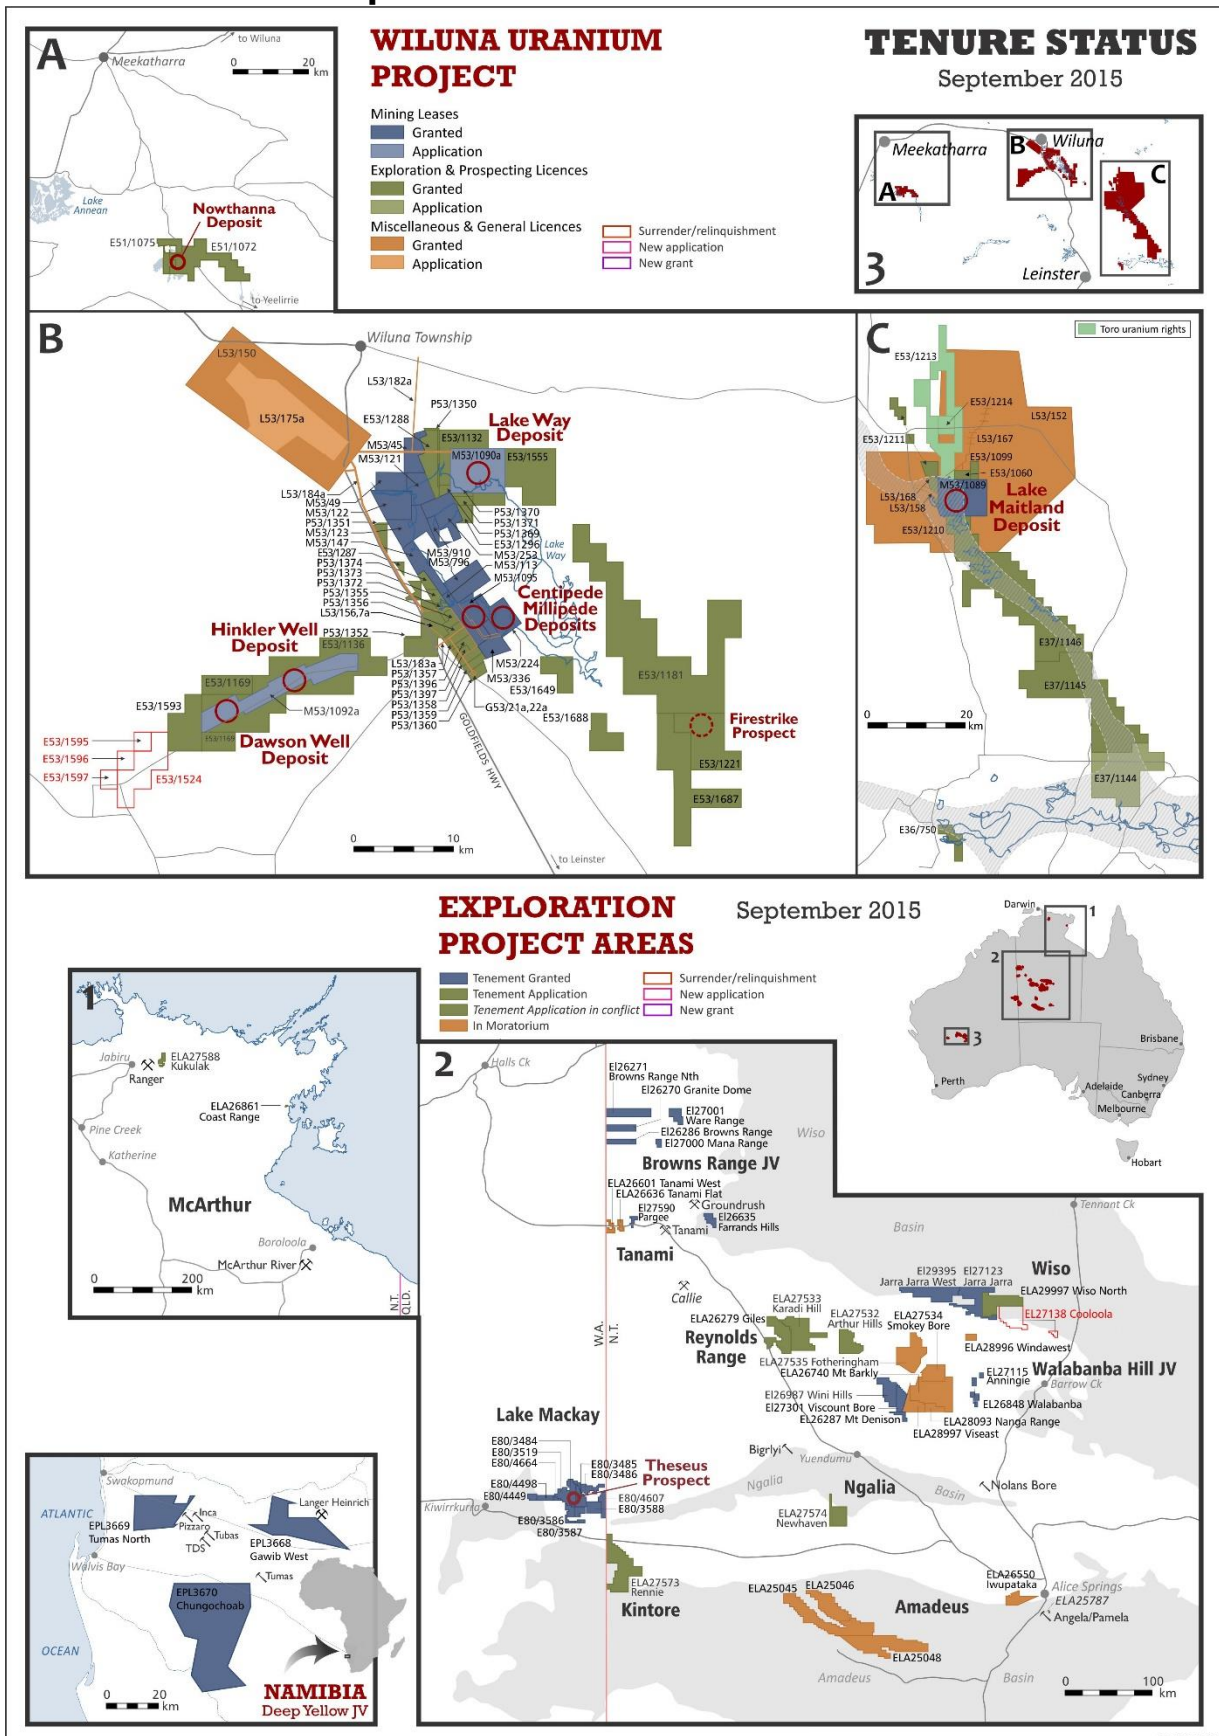 A
to Wiluna
Meekatharra
0 20
km
Lake
Annean
Nowthanna
Deposit
E51/1075
E51/1072
to Yeelirrie
WILUNA URANIUM
PROJECT
Mining Leases
Granted
Application
Exploration & Prospecting Licences
Granted
Application
Miscellaneous & General Licences
Granted
Application
Surrender/relinquishment
New application
New grant
TENURE STATUS
September 2015
Meekatharra
B
Wiluna
A
C
3
Leinster
B
Wiluna Township
L53/150
L53/175a
L53/182a
P53/1350
E53/1288
Lake Way
Deposit
M53/45
E53/1132
M53/121
M53/1090a
E53/1555
L53/184a
M53/49
M53/122
P53/1351
M53/123
M53/147
E53/1287
P53/1374
P53/1373
P53/1372
P53/1355
P53/1356
L53/156,7a
P53/1352
P53/1370
P53/1371
P53/1369
E53/1296
M53/253
M53/113
M53/1095
M53/910
M53/796
Lake
Way
Centipede
Millipede
Deposits
Hinkler Well
Deposit
E53/1136
E53/1169
E53/1593
M53/1092a
L53/183a
P53/1357
P53/1396
P53/1397
P53/1358
P53/1359
P53/1360
M53/224
M53/336
E53/1649
G53/21a,22a
E53/1688
E53/1181
Firestrike
Prospect
E53/1221
E53/1687
Dawson Well
Deposit
E53/1595
E53/1596
E53/1597
E53/1524
GOLDFIELDS HWY
0 10
km
to Leinster
C
Toro uranium rights
E53/1213
E53/1214
L53/152
E53/1211
L53/167
E53/1099
E53/1060
M53/1089
L53/168
L53/158
Lake
Maitland
Deposit
E53/1210
E37/1146
E37/1145
0 20
km
E37/1144
E36/750
EXPLORATION
PROJECT AREAS
September 2015
Tenement Granted
Tenement Application
Tenement Application in conflict
In Moratorium
Surrender/relinquishment
New application
New grant
Darwin
1
2
3
Brisbane
Perth
Sydney
Adelaide
Canberra
Melbourne
Hobart
1
Jabiru
ELA27588
Kukulak
Ranger
ELA26861
Coast Range
Pine Creek
Katherine
McArthur
Boroloola
McArthur River
0 200
km
N.T.
QLD.
2
Halls Ck
El26271
Browns Range Nth
El26270 Granite Dome
El27001
Ware Range
El26286 Browns Range
El27000 Mana Range
Browns Range JV
Wiso
ELA26601 Tanami West
ELA26636 Tanami Flat
El27590
Pargee
Groundrush
El26635
Farrands Hills
Tanami
Tanami
Basin
Tennant Ck
Callie
W.A.
N.T.
Wiso
El29395
Jarra Jarra West
El27123
Jarra Jarra
ELA29997 Wiso North
EL27138 Cooloola
ELA27533
Karadi Hill
ELA26279 Giles
ELA27532
Arthur Hills
ELA27534
Smokey Bore
Reynolds
Range
ELA28996 Windawest
ELA27535 Fotheringham
ELA26740 Mt Barkly
EL27115
Anningie
Walabanba Hill JV
Barrow Ck
El26987 Wini Hills
El27301 Viscount Bore
El26287 Mt Denison
EL26848 Walabanba
ELA28093 Nanga Range
ELA28997 Viseast
Lake Mackay
E80/3484
E80/3519
E80/4664
E80/4498
E80/4449
E80/3485
E80/3486
Theseus
Prospect
E80/4607
E80/3588
E80/3586
E80/3587
Kiwirrkurra
Bigrlyi
Yuendumu
Ngalia
Ngalia
Basin
Nolans Bore
ELA27574
Newhaven
ELA27573
Rennie
Kintore
ELA25045
ELA25046
Amadeus
ELA25048
ELA26550
Iwupataka
Alice Springs
ELA25787
Angela/Pamela
Amadeus
Basin
0 100
km
Swakopmund
ATLANTIC
EPL3669
Tumas North
Inca
Pizzaro
Tubas
TDS
Langer Heinrich
EPL3668
Gawib West
Walvis Bay
Tumas
EPL3670
Chungochoab
OCEAN
0 20
km
NAMIBIA
Deep Yellow JV